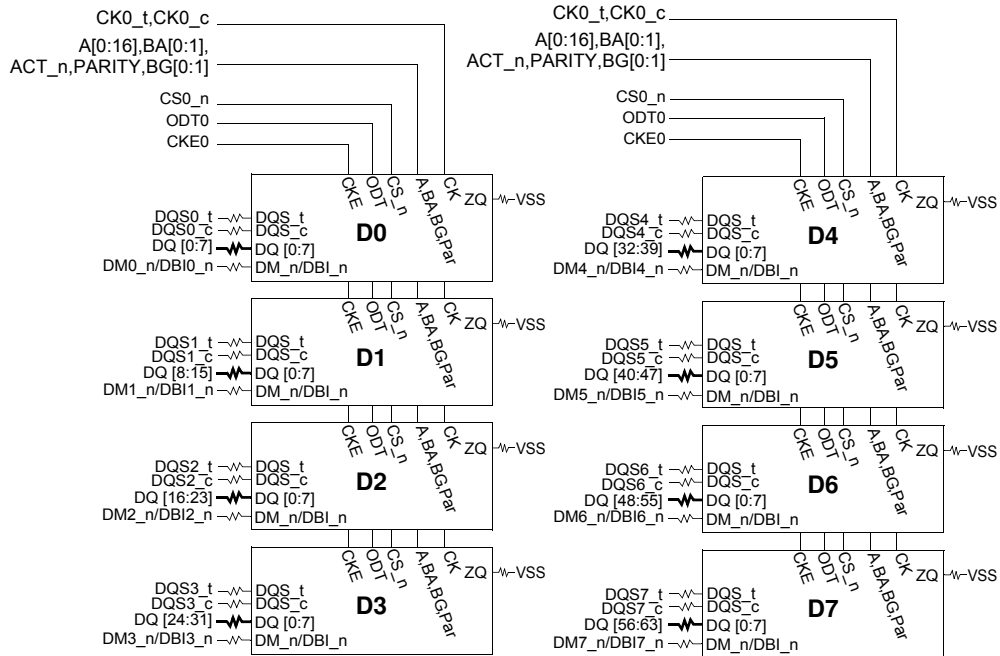 CK0_t,CK0_c
A[0:16],BA[0:1],
ACT_n,PARITY,BG[0:1]
CS0_n
ODT0
CKE0
CKE
ODT
CS_n
A,BA,BG,Par
CK
ZQ
VSS
DQS0_t
DQS_t
DQS0_c
DQS_c
D0
DQ [0:7]
DQ [0:7]
DM0_n/DBI0_n
DM_n/DBI_n
CKE
ODT
CS_n
A,BA,BG,Par
CK
ZQ
VSS
DQS1_t
DQS_t
DQS1_c
DQS_c
D1
DQ [8:15]
DQ [0:7]
DM1_n/DBI1_n
DM_n/DBI_n
CKE
ODT
CS_n
A,BA,BG,Par
CK
ZQ
VSS
DQS2_t
DQS_t
DQS2_c
DQS_c
D2
DQ [16:23]
DQ [0:7]
DM2_n/DBI2_n
DM_n/DBI_n
CKE
ODT
CS_n
A,BA,BG,Par
CK
ZQ
VSS
DQS3_t
DQS_t
DQS3_c
DQS_c
D3
DQ [24:31]
DQ [0:7]
DM3_n/DBI3_n
DM_n/DBI_n
CK0_t,CK0_c
A[0:16],BA[0:1],
ACT_n,PARITY,BG[0:1]
CS0_n
ODT0
CKE0
CKE
ODT
CS_n
A,BA,BG,Par
CK
ZQ
VSS
DQS4_t
DQS_t
DQS4_c
DQS_c
D4
DQ [32:39]
DQ [0:7]
DM4_n/DBI4_n
DM_n/DBI_n
CKE
ODT
CS_n
A,BA,BG,Par
CK
ZQ
VSS
DQS5_t
DQS_t
DQS5_c
DQS_c
D5
DQ [40:47]
DQ [0:7]
DM5_n/DBI5_n
DM_n/DBI_n
CKE
ODT
CS_n
A,BA,BG,Par
CK
ZQ
VSS
DQS6_t
DQS_t
DQS6_c
DQS_c
D6
DQ [48:55]
DQ [0:7]
DM6_n/DBI6_n
DM_n/DBI_n
CKE
ODT
CS_n
A,BA,BG,Par
CK
ZQ
VSS
DQS7_t
DQS_t
DQS7_c
DQS_c
D7
DQ [56:63]
DQ [0:7]
DM7_n/DBI7_n
DM_n/DBI_n